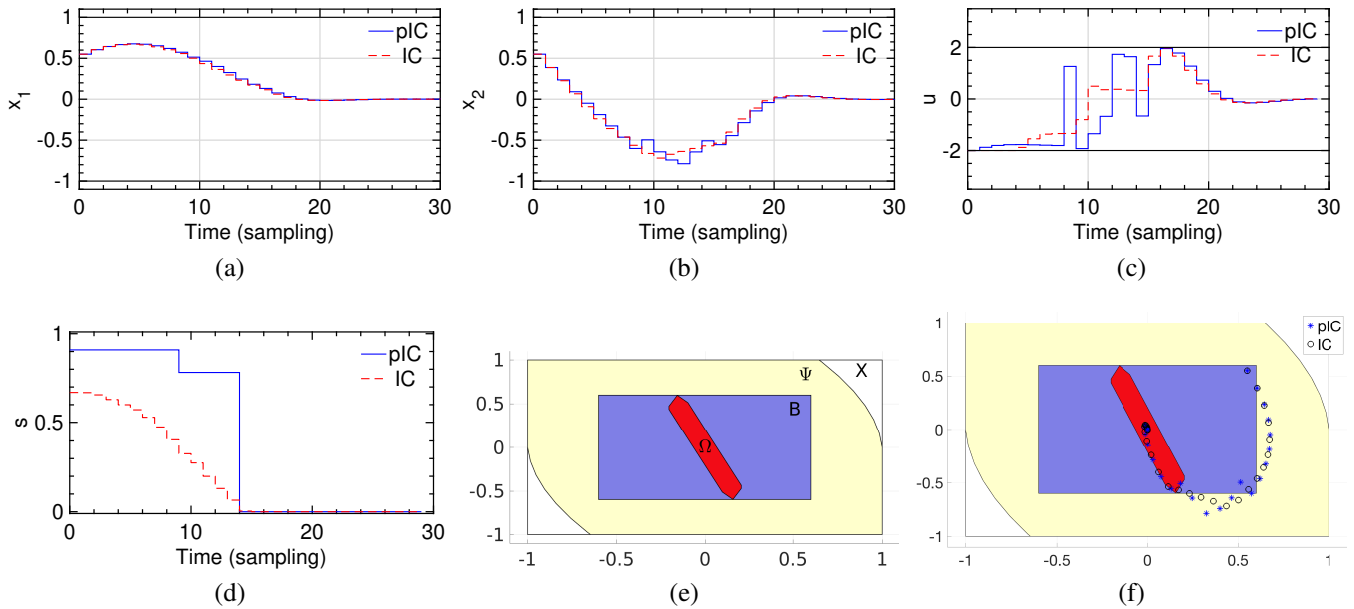 1
0.5
0
-0.5
-1
x1
pIC
IC
0 10 20 30
Time (sampling)
(a)
1
0.5
0
-0.5
-1
x2
pIC
IC
0 10 20 30
Time (sampling)
(b)
2
0
-2
u
pIC
IC
0 10 20 30
Time (sampling)
(c)
1
0.5
0
s
pIC
IC
0 10 20 30
Time (sampling)
(d)
1
0.5
0
-0.5
-1
Ψ
X
B
Ω
-1 -0.5 0 0.5 1
(e)
1
0.5
0
-0.5
-1
pIC
IC
-1 -0.5 0 0.5 1
(f)